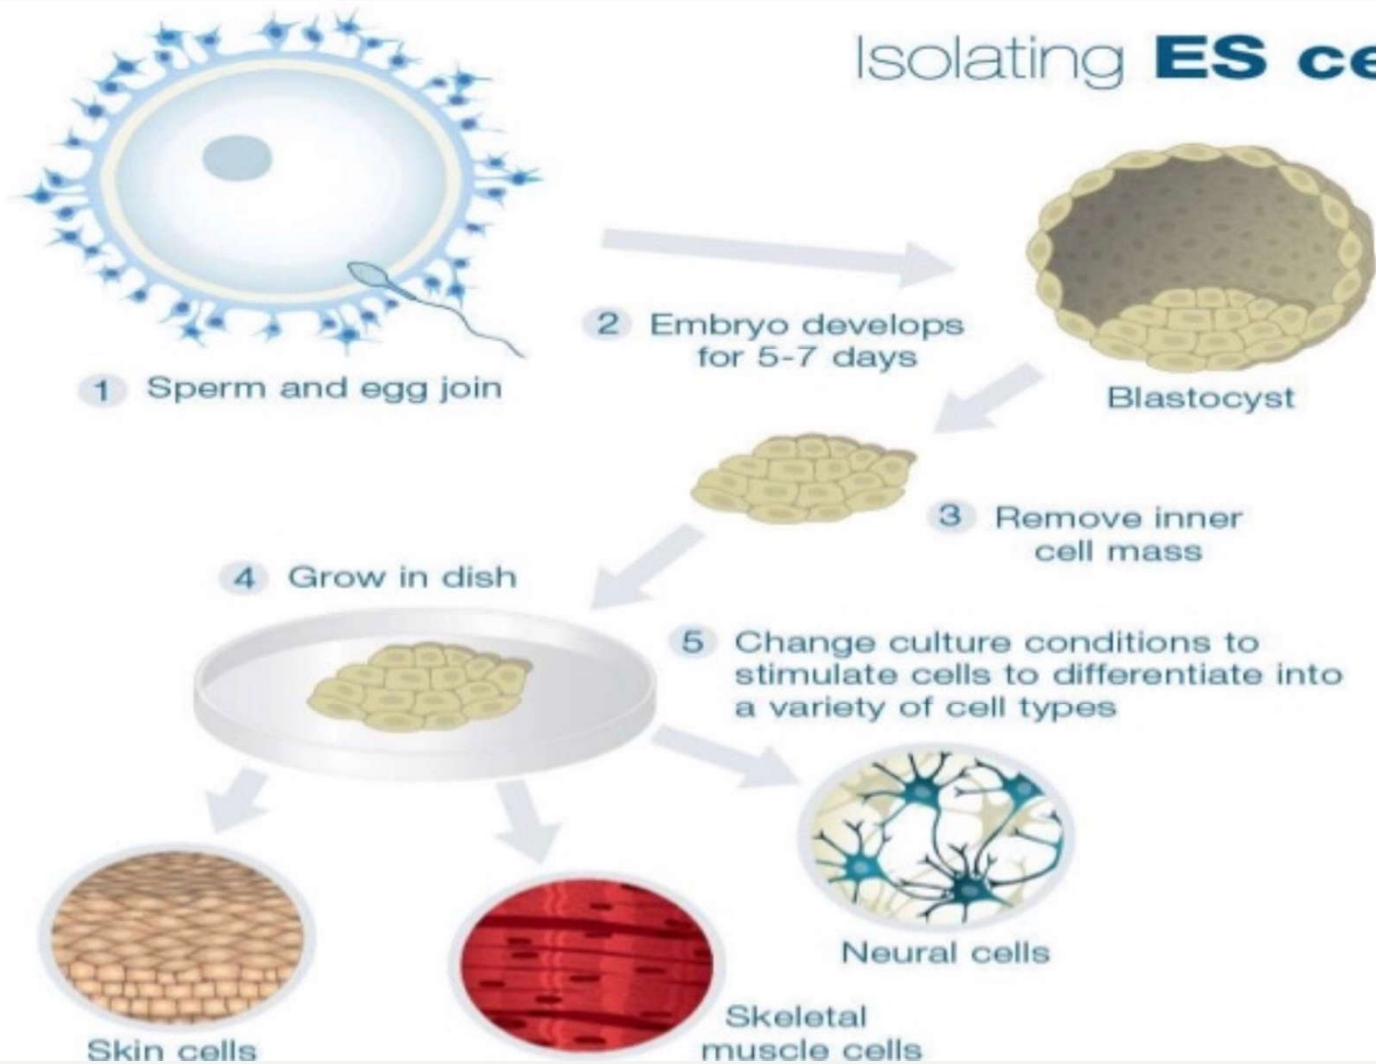 Isolating ES ce
1 Sperm and egg join
2 Embryo develops
for 5-7 days
Blastocyst
3 Remove inner
cell mass
4 Grow in dish
5 Change culture conditions to
stimulate cells to differentiate into
a variety of cell types
Neural cells
Skeletal
muscle cells
Skin cells